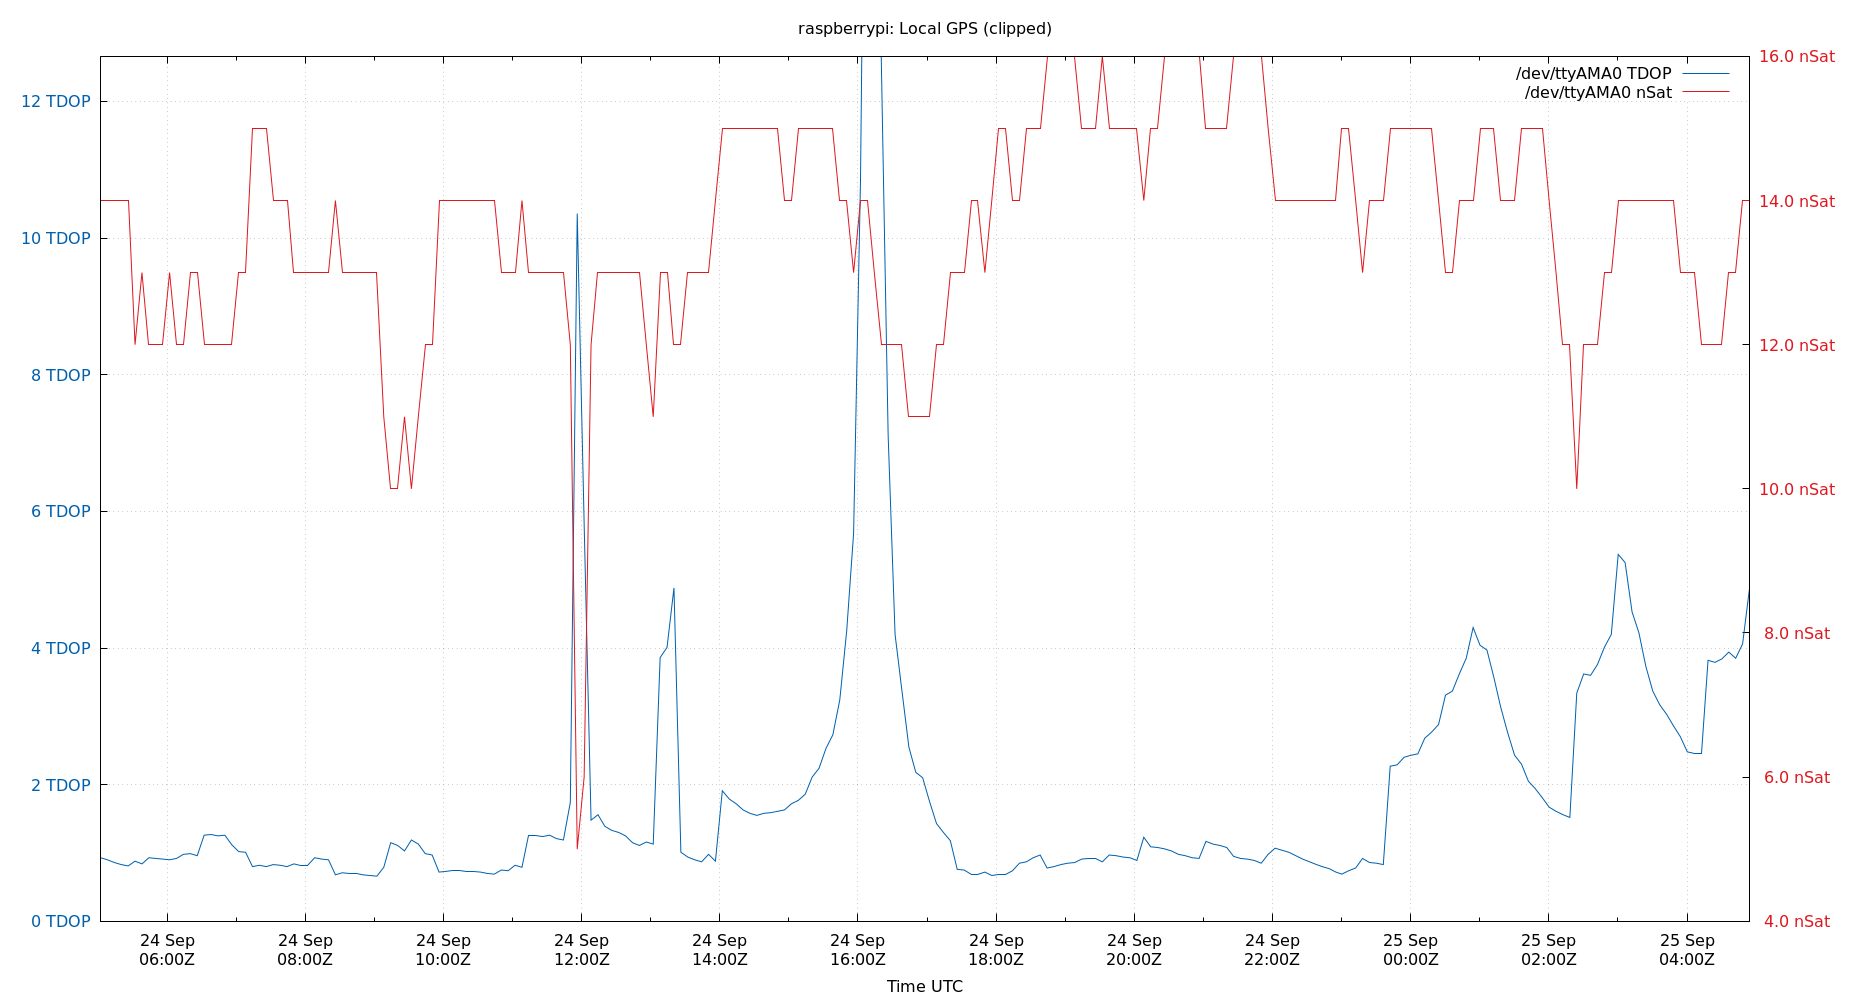 raspberrypi: Local GPS (clipped)
/dev/ttyAMA0 TDOP
/dev/ttyAMA0 nSat
12 TDOP
10 TDOP
8 TDOP
6 TDOP
4 TDOP
2 TDOP
0 TDOP
16.0 nSat
14.0 nSat
12.0 nSat
10.0 nSat
8.0 nSat
6.0 nSat
4.0 nSat
24 Sep 24 Sep 24 Sep 24 Sep 24 Sep 24 Sep 24 Sep 24 Sep 24 Sep 25 Sep 25 Sep 25 Sep
06:00Z 08:00Z 10:00Z 12:00Z 14:00Z 16:00Z 18:00Z 20:00Z 22:00Z 00:00Z 02:00Z 04:00Z
Time UTC